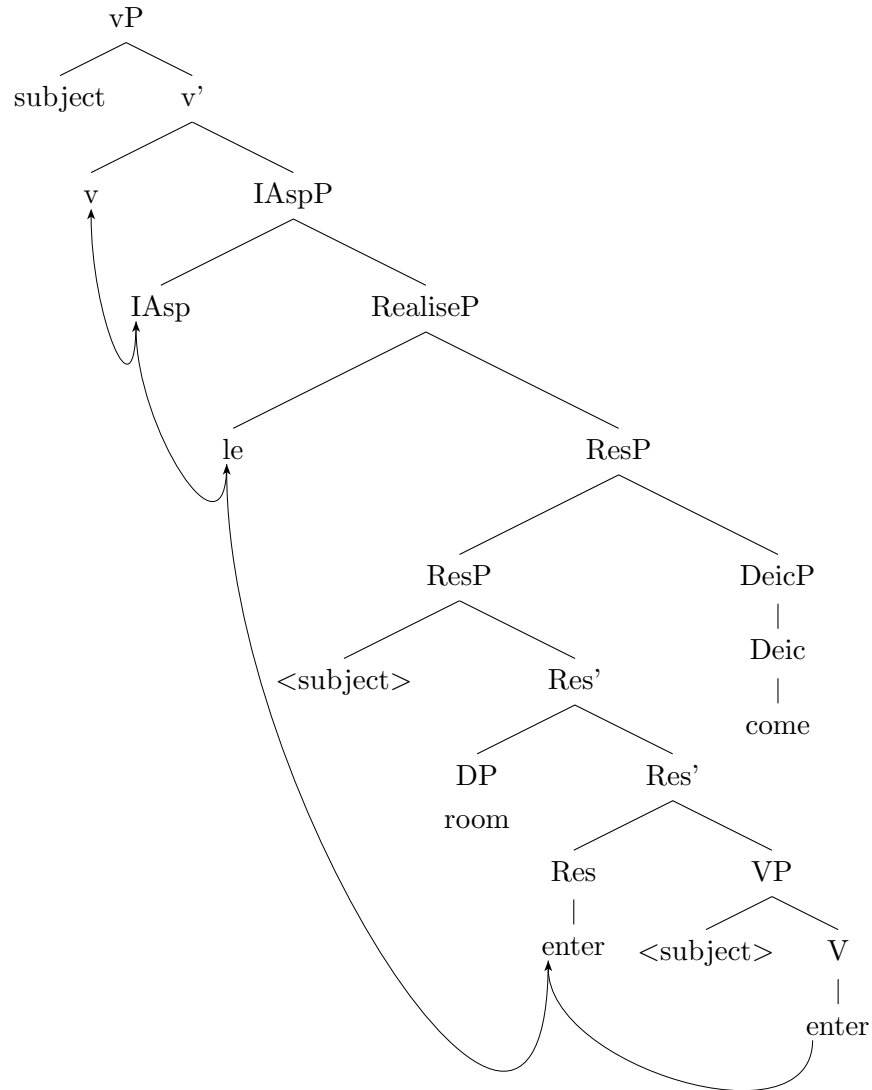 vP
subject v'
v IAspP
IAsp RealiseP
le ResP
ResP DeicP
Deic
<subject> Res'
come
DP Res'
room
Res VP
enter <subject> V
enter